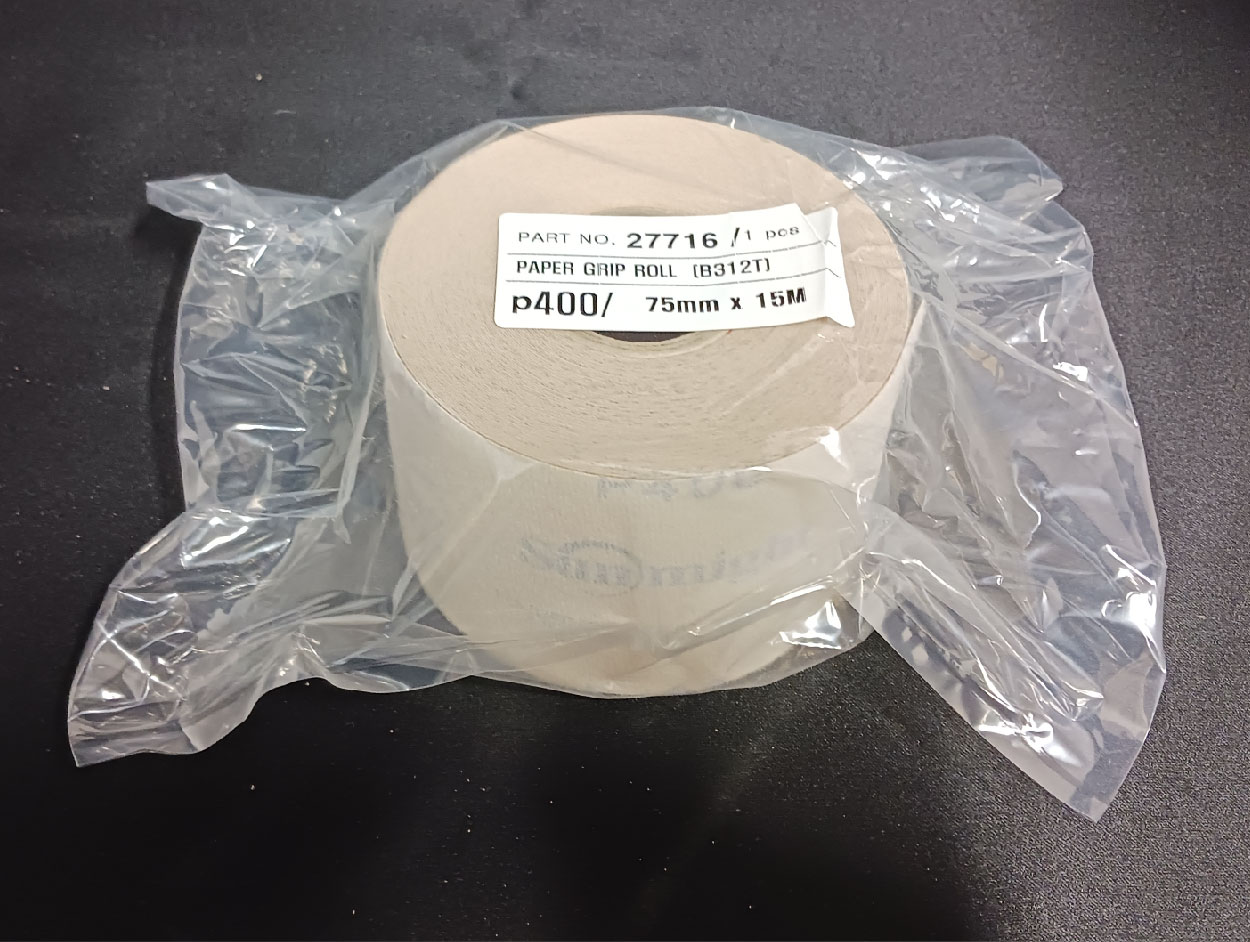 PART NO. 27716 /1 pcs
PAPER GRIP ROLL [B312T]
p400/ 75mm x 15M